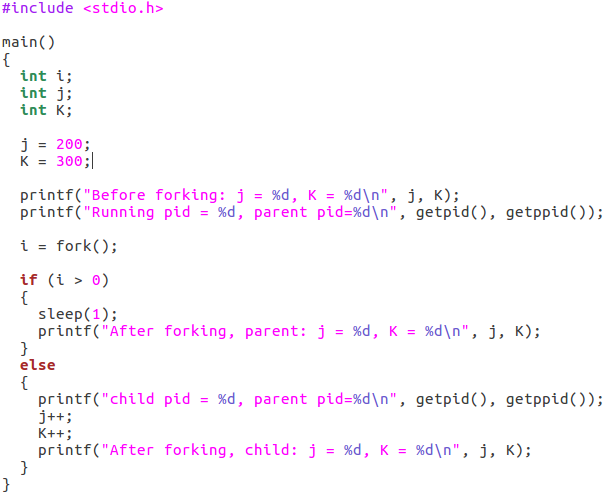 #include <stdio.h>
main()
{
  int i;
  int j;
  int K;
  j = 200;
  K = 300;
  printf("Before forking: j = %d, K = %d\n", j, K);
  printf("Running pid = %d, parent pid=%d\n", getpid(), getppid());
  i = fork();
  if (i > 0)
  {
    sleep(1);
    printf("After forking, parent: j = %d, K = %d\n", j, K);
  }
  else
  {
    printf("child pid = %d, parent pid=%d\n", getpid(), getppid());
    j++;
    K++;
    printf("After forking, child: j = %d, K = %d\n", j, K);
  }
}